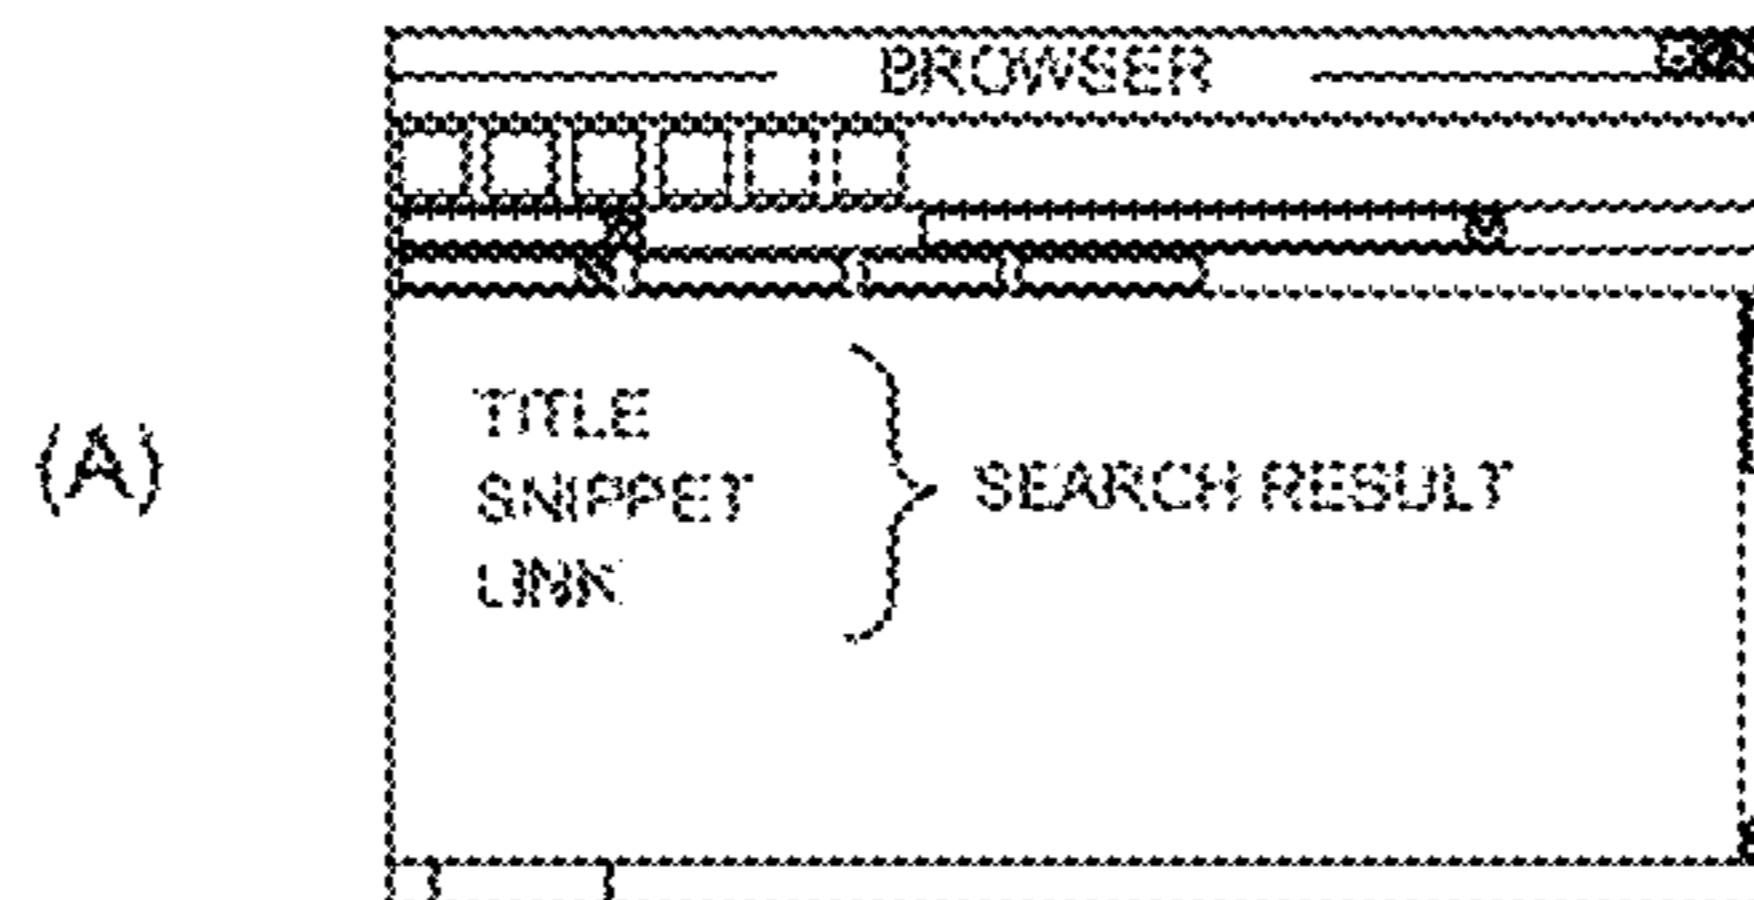 BROWSER
(A)
TITLE
SNIPPET
LINK
SEARCH RESULT